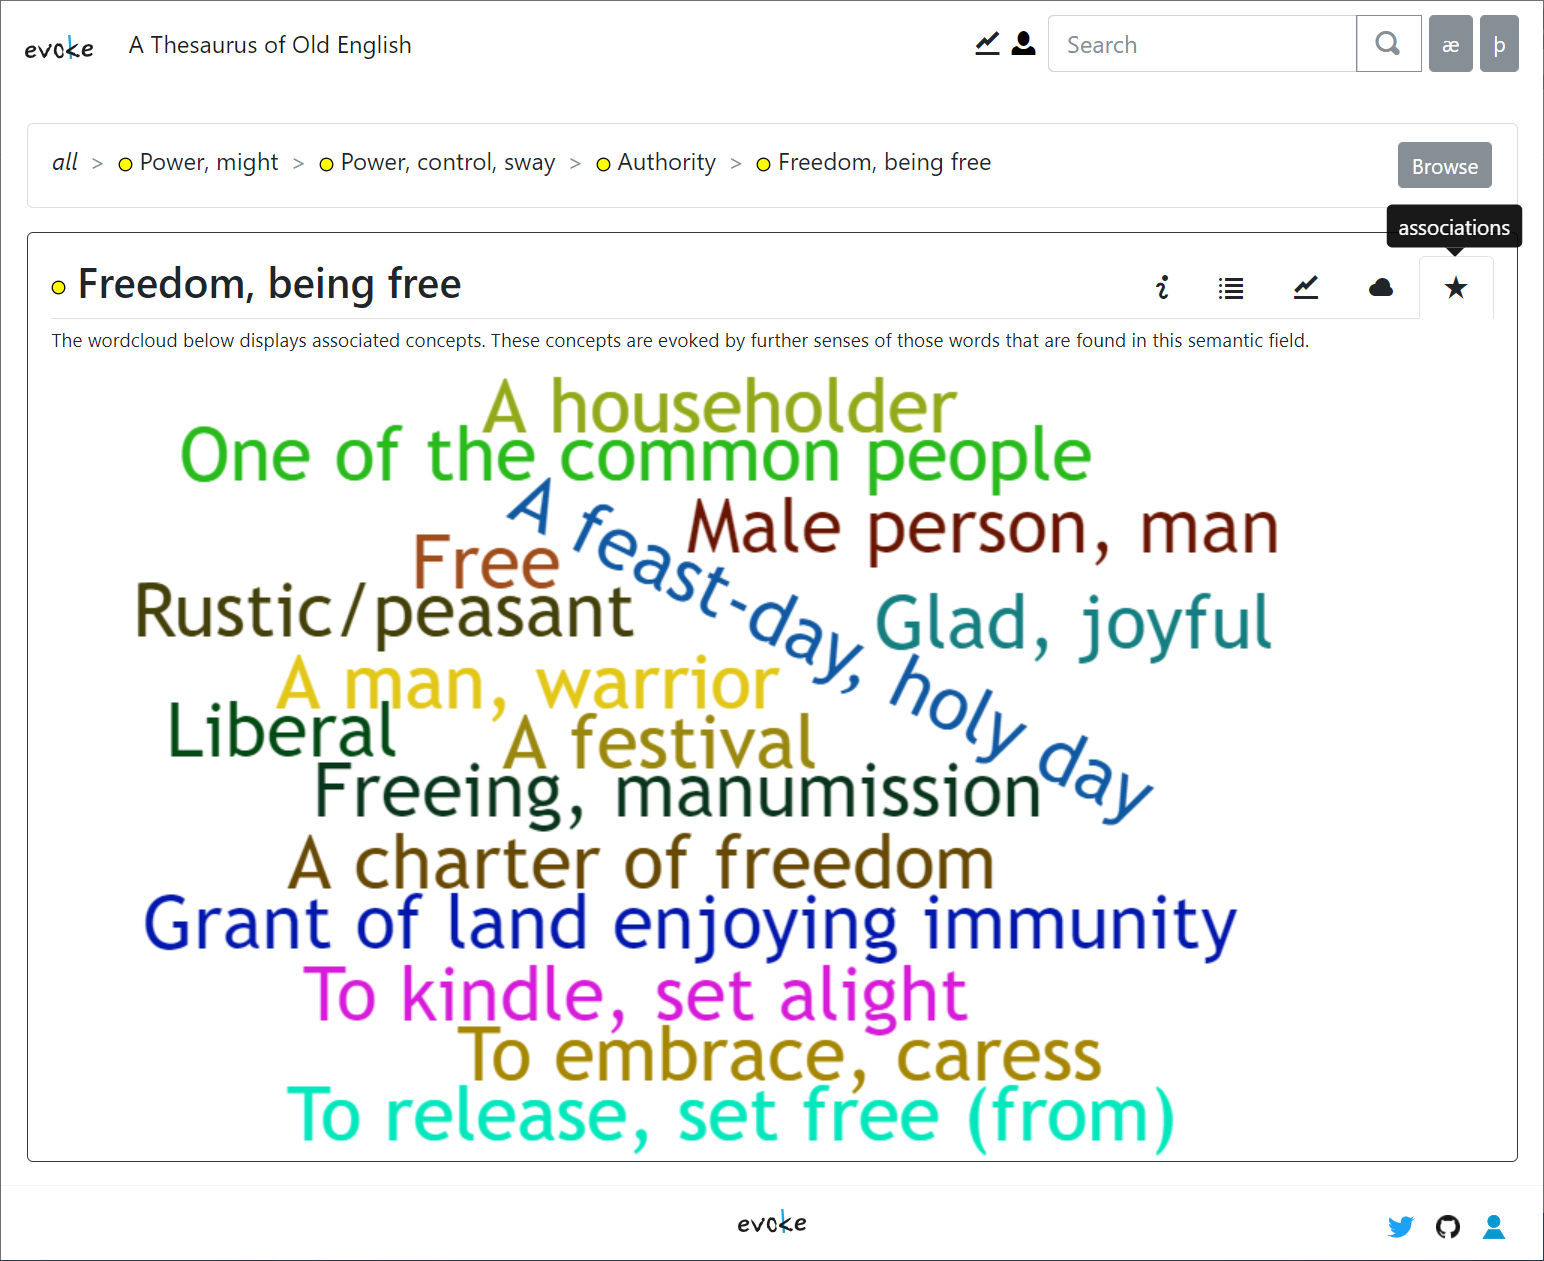 evoke A Thesaurus of Old English Search æ þ
all > Power, might > Power, control, sway > Authority > Freedom, being free Browse
associations
Freedom, being free
The wordcloud below displays associated concepts. These concepts are evoked by further senses of those words that are found in this semantic field.
A householder
One of the common people
A feast-day, holy day
Male person, man
Free
Rustic/peasant
Glad, joyful
A man, warrior
Liberal
A festival
Freeing, manumission
A charter of freedom
Grant of land enjoying immunity
To kindle, set alight
To embrace, caress
To release, set free (from)
evoke